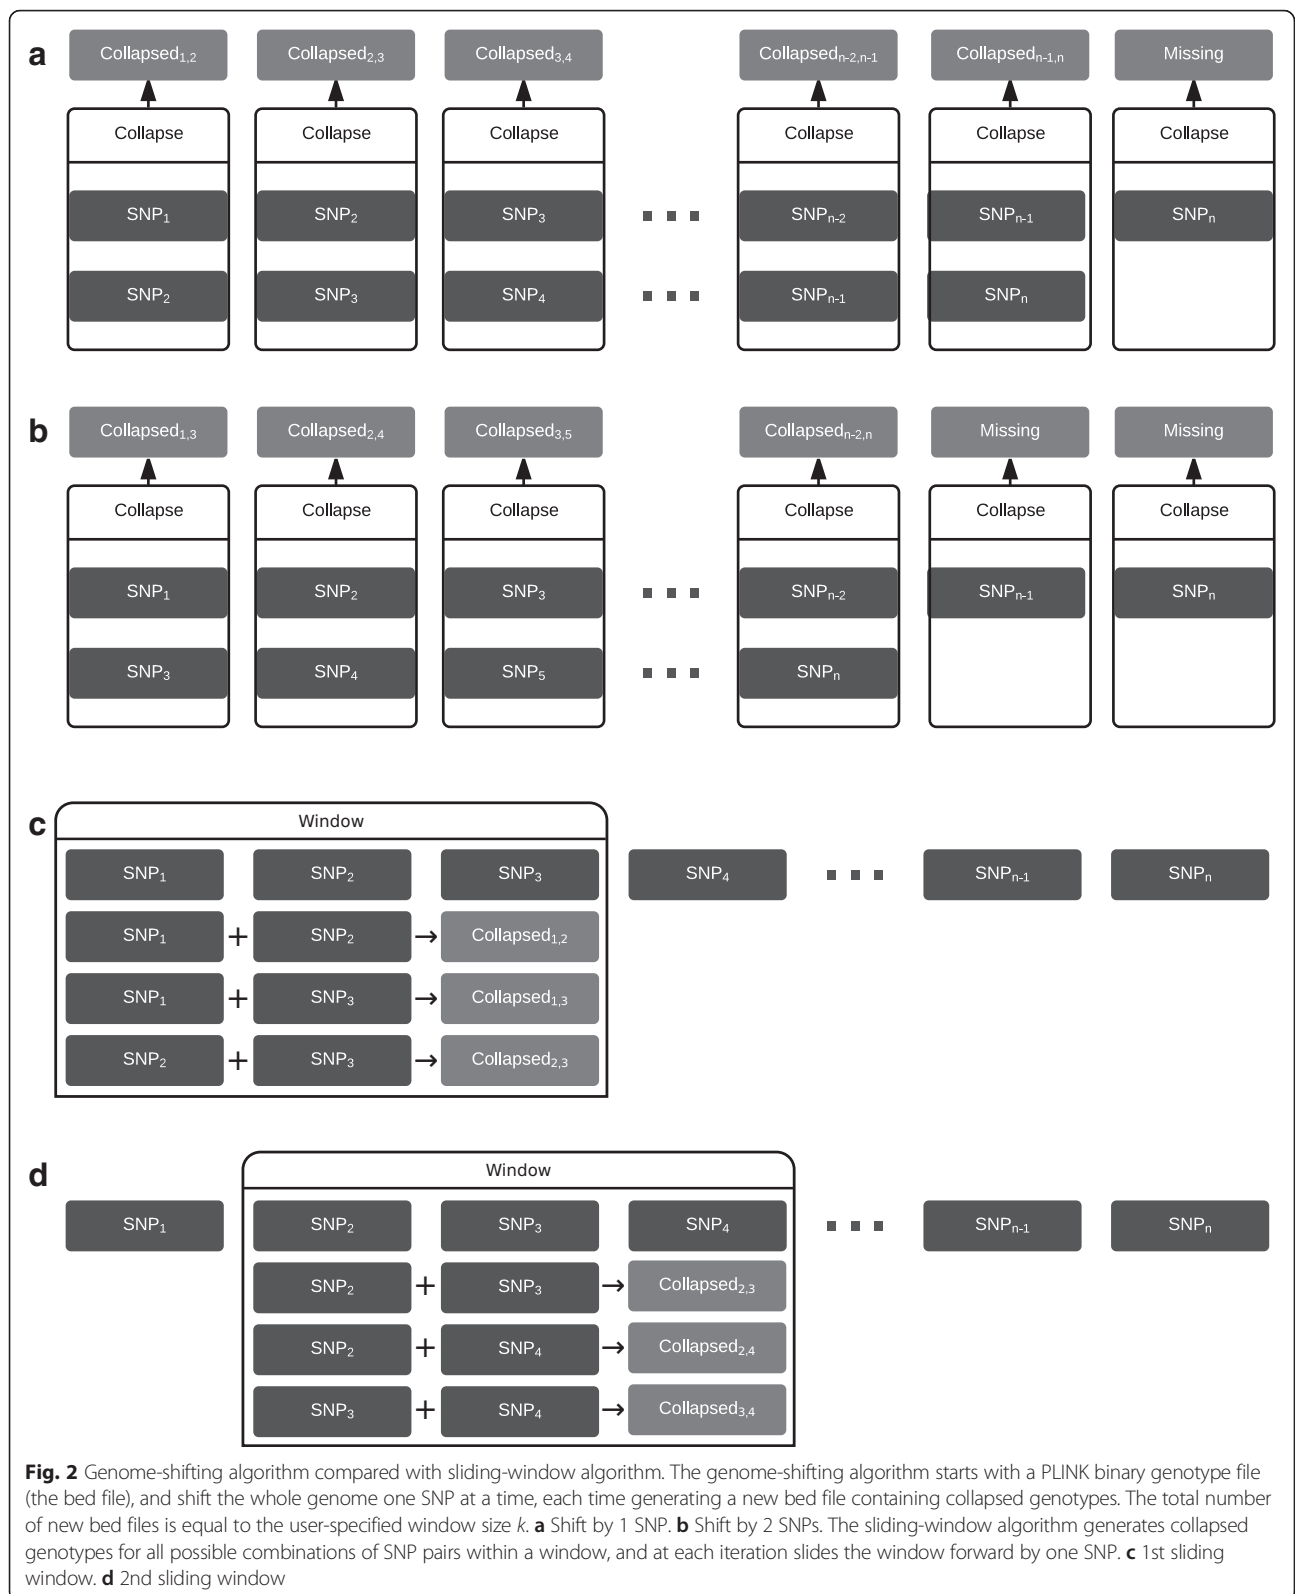 a
Collapsed1,2 Collapsed2,3 Collapsed3,4 Collapsedn-2,n-1 Collapsedn-1,n Missing
Collapse Collapse Collapse Collapse Collapse Collapse
SNP1 SNP2 SNP3 SNPn-2 SNPn-1 SNPn
SNP2 SNP3 SNP4 SNPn-1 SNPn
b
Collapsed1,3 Collapsed2,4 Collapsed3,5 Collapsedn-2,n Missing Missing
Collapse Collapse Collapse Collapse Collapse Collapse
SNP1 SNP2 SNP3 SNPn-2 SNPn-1 SNPn
SNP3 SNP4 SNP5 SNPn
c
Window
SNP1 SNP2 SNP3 SNP4 SNPn-1 SNPn
SNP1 + SNP2 → Collapsed1,2
SNP1 + SNP3 → Collapsed1,3
SNP2 + SNP3 → Collapsed2,3
d
Window
SNP1 SNP2 SNP3 SNP4 SNPn-1 SNPn
SNP2 + SNP3 → Collapsed2,3
SNP2 + SNP4 → Collapsed2,4
SNP3 + SNP4 → Collapsed3,4
Fig. 2 Genome-shifting algorithm compared with sliding-window algorithm. The genome-shifting algorithm starts with a PLINK binary genotype file
(the bed file), and shift the whole genome one SNP at a time, each time generating a new bed file containing collapsed genotypes. The total number
of new bed files is equal to the user-specified window size k. a Shift by 1 SNP. b Shift by 2 SNPs. The sliding-window algorithm generates collapsed
genotypes for all possible combinations of SNP pairs within a window, and at each iteration slides the window forward by one SNP. c 1st sliding
window. d 2nd sliding window